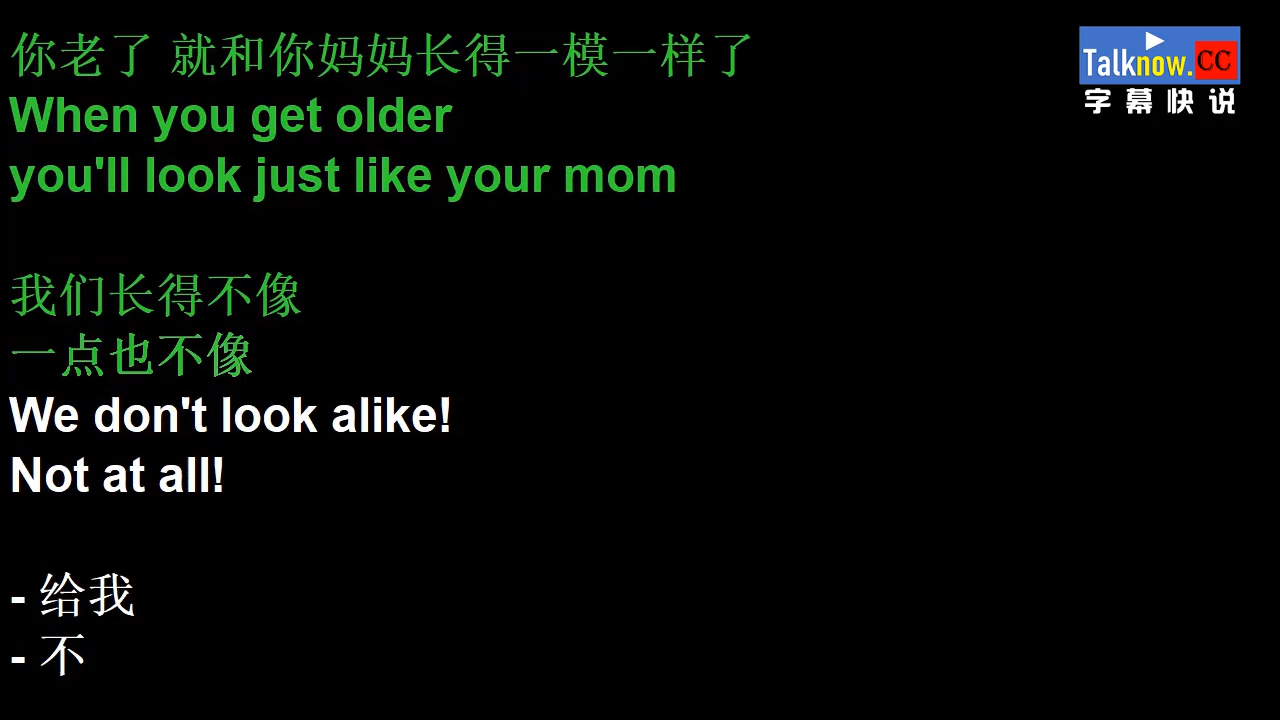 你老了 就和你妈妈长得一模一样了
When you get older
you'll look just like your mom
我们长得不像
一点也不像
We don't look alike!
Not at all!
- 给我
- 不
Talknow.CC
字幕快说